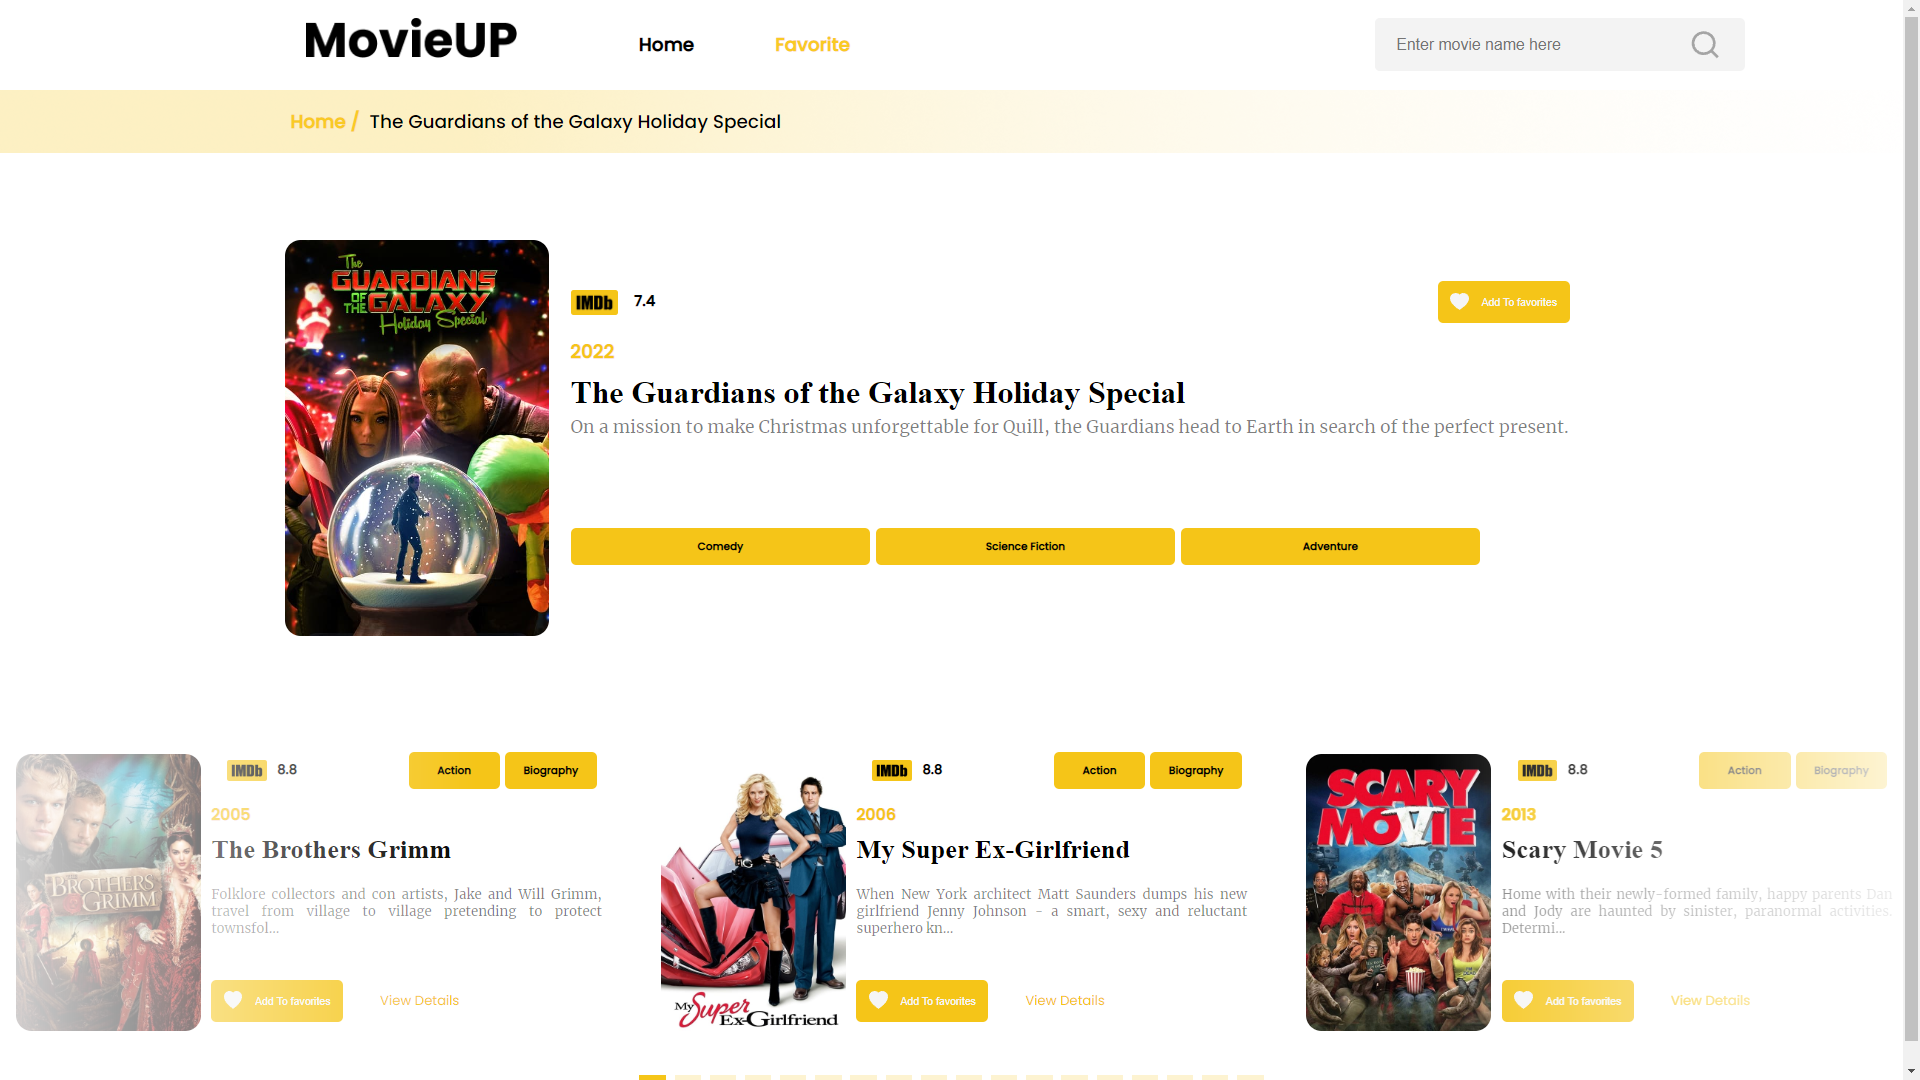 MovieUP
Home
Favorite
Enter movie name here
Home / The Guardians of the Galaxy Holiday Special
The
GUARDIANS
OF
THE GALAXY
Holiday Special
IMDb 7.4
Add To favorites
2022
The Guardians of the Galaxy Holiday Special
On a mission to make Christmas unforgettable for Quill, the Guardians head to Earth in search of the perfect present.
Comedy
Science Fiction
Adventure
BROTHERS
GRIMM
IMDb 8.8
Action
Biography
2005
The Brothers Grimm
Folklore collectors and con artists, Jake and Will Grimm,
travel from village to village pretending to protect
townsfol...
Add To favorites
View Details
My Super
Ex-Girlfriend
IMDb 8.8
Action
Biography
2006
My Super Ex-Girlfriend
When New York architect Matt Saunders dumps his new
girlfriend Jenny Johnson - a smart, sexy and reluctant
superhero kn...
Add To favorites
View Details
SCARY
MOVIE
IMDb 8.8
Action
Biography
2013
Scary Movie 5
Home with their newly-formed family, happy parents Dan
and Jody are haunted by sinister, paranormal activities.
Determi...
Add To favorites
View Details